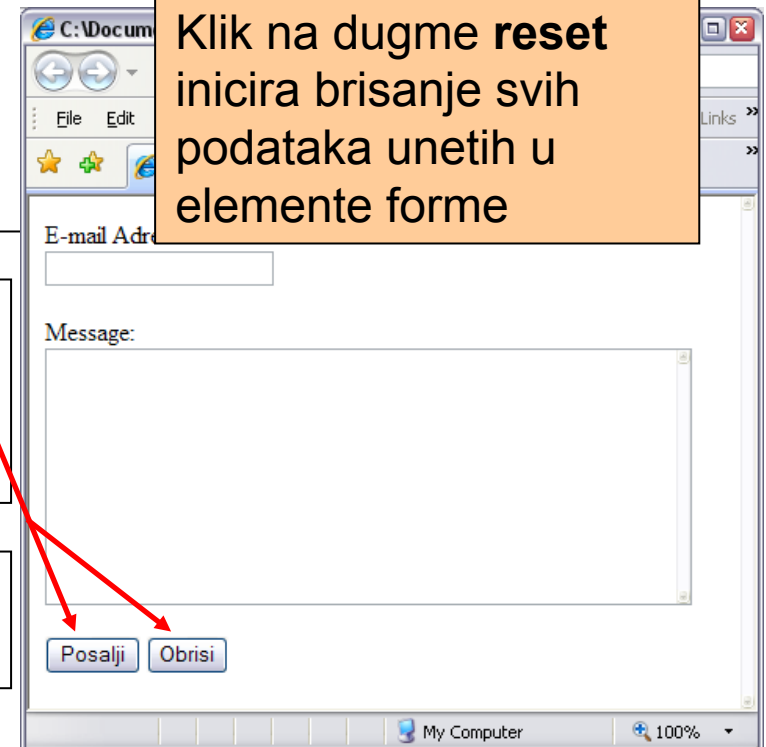 C:\Docum
Klik na dugme reset
inicira brisanje svih
podataka unetih u
elemente forme
File Edit
Links »
»
E-mail Adre
Message:
Posalji Obrisi
My Computer 100%